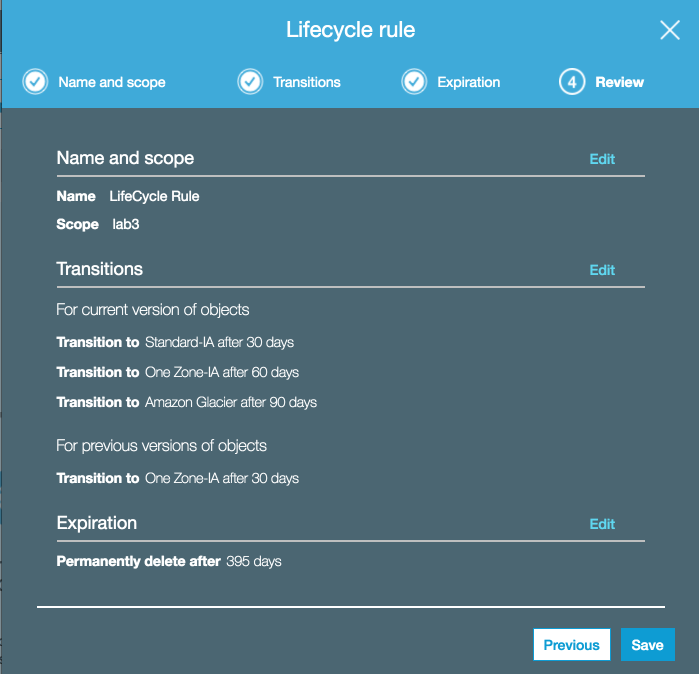 Lifecycle rule
Name and scope Transitions Expiration 4 Review
Name and scope Edit
Name LifeCycle Rule
Scope lab3
Transitions Edit
For current version of objects
Transition to Standard-IA after 30 days
Transition to One Zone-IA after 60 days
Transition to Amazon Glacier after 90 days
For previous versions of objects
Transition to One Zone-IA after 30 days
Expiration Edit
Permanently delete after 395 days
Previous Save